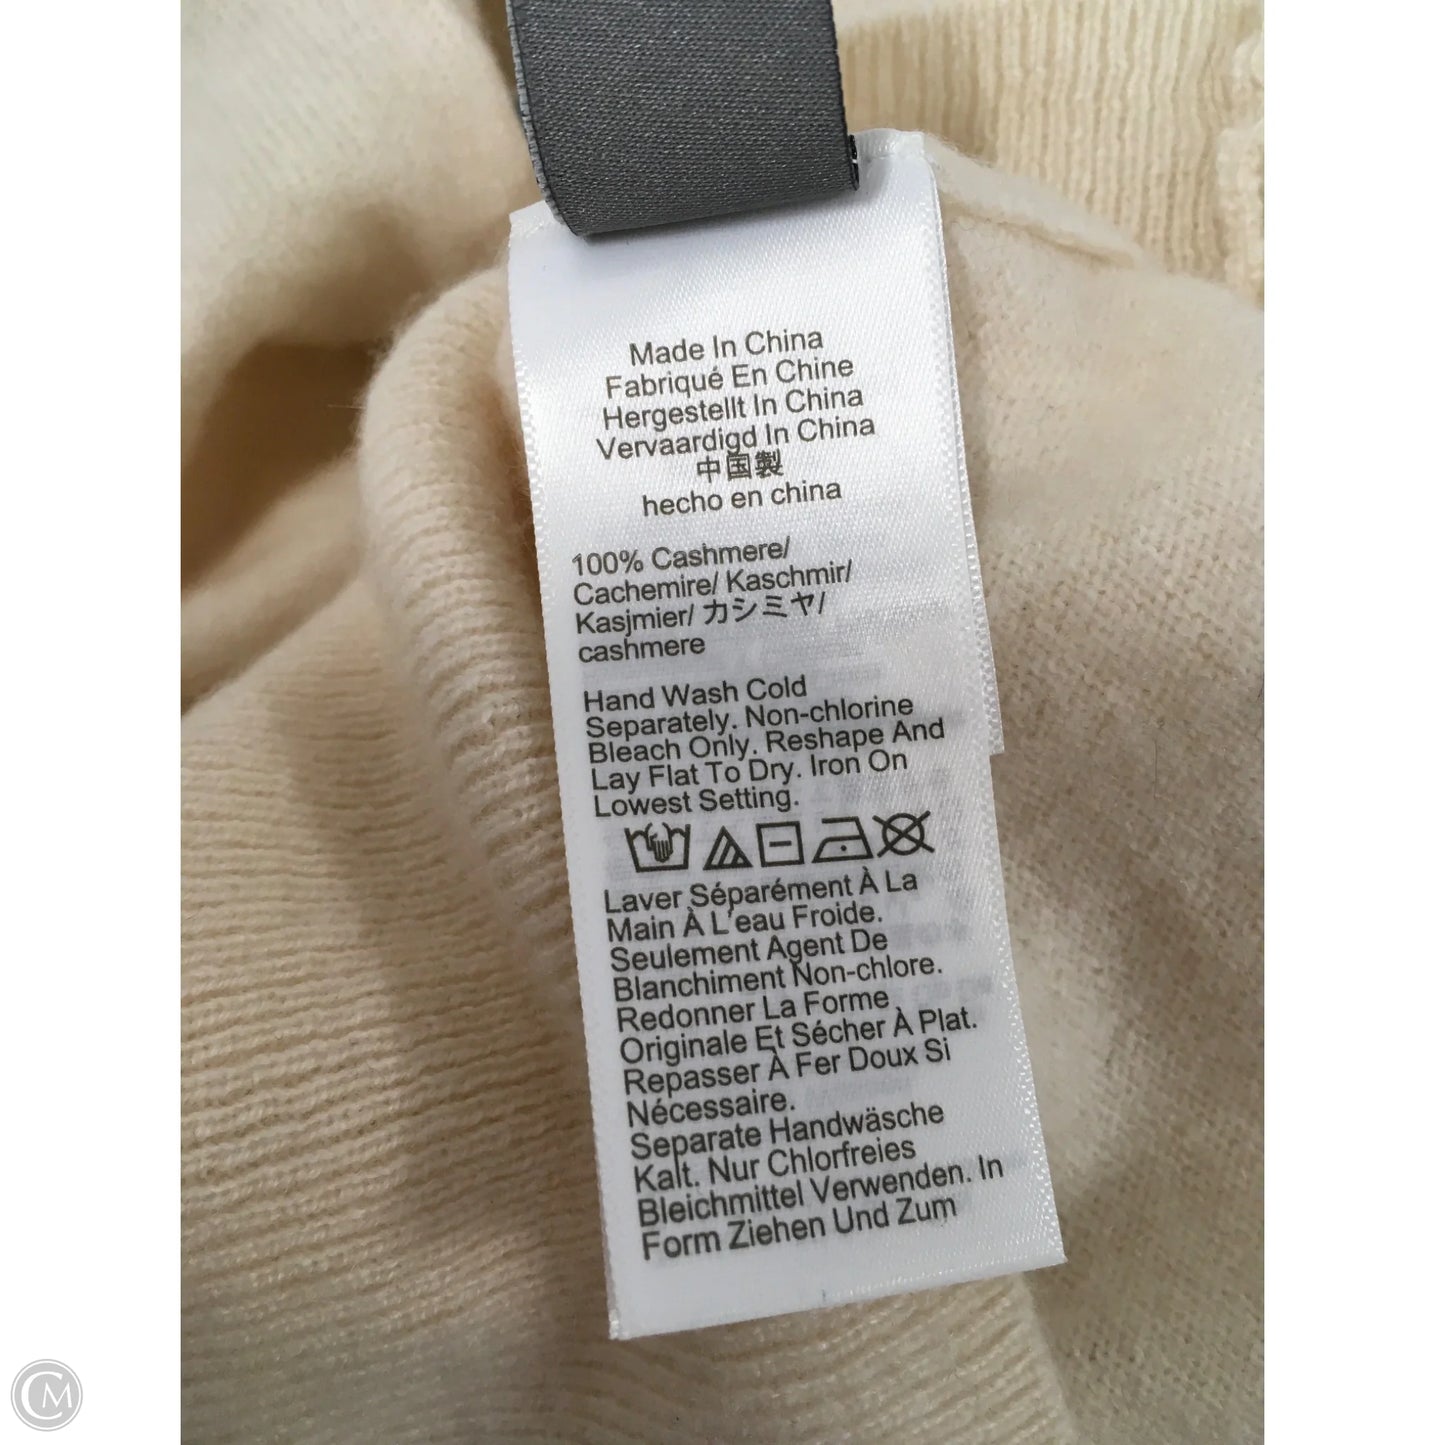 Made In China
Fabriqué En Chine
Hergestellt In China
Vervaardigd In China
中国製
hecho en china
100% Cashmere/
Cachemire/ Kaschmir/
Kasjmier/ カシミヤ/
cashmere
Hand Wash Cold
Separately. Non-chlorine
Bleach Only. Reshape And
Lay Flat To Dry. Iron On
Lowest Setting.
Laver Séparément À La
Main À L'eau Froide.
Seulement Agent De
Blanchiment Non-chlore.
Redonner La Forme
Originale Et Sécher À Plat.
Repasser À Fer Doux Si
Nécessaire.
Separate Handwäsche
Kalt. Nur Chlorfreies
Bleichmittel Verwenden. In
Form Ziehen Und Zum
CM